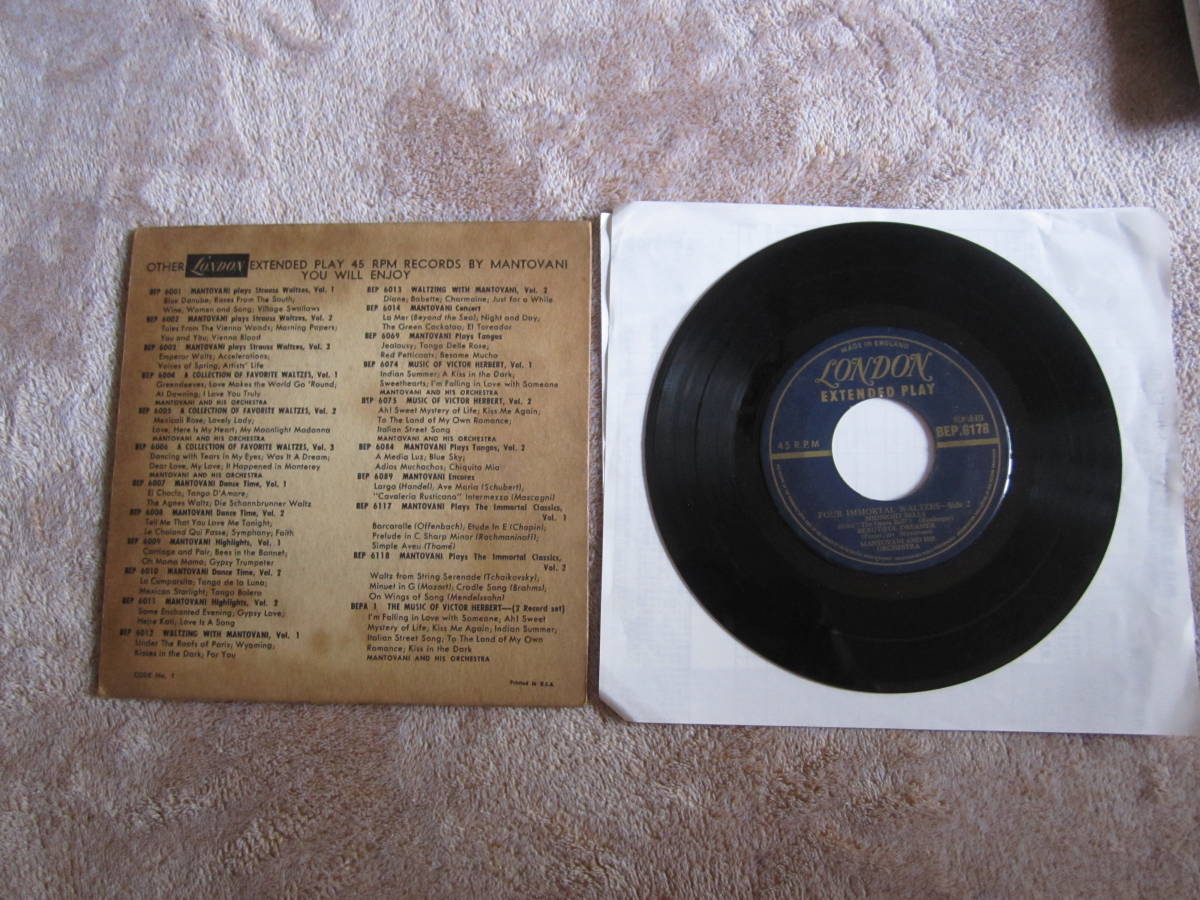 OTHER London EXTENDED PLAY 45 RPM RECORDS BY MANTOVANI
YOU WILL ENJOY
BEP 6001 MANTOVANI plays Strauss Waltzes, Vol. 1
Blue Danube; Roses From The South;
Wine, Women and Song; Village Swallows
BEP 6002 MANTOVANI plays Strauss Waltzes, Vol. 2
Tales From The Vienna Woods; Morning Papers;
You and You; Vienna Blood
BEP 6003 MANTOVANI plays Strauss Waltzes, Vol. 3
Emperor Waltz; Accelerations;
Voices of Spring; Artists' Life
BEP 6004 A COLLECTION OF FAVORITE WALTZES, Vol. 1
Greensleeves; Love Makes the World Go 'Round;
At Dawning; I Love You Truly
MANTOVANI AND HIS ORCHESTRA
BEP 6005 A COLLECTION OF FAVORITE WALTZES, Vol. 2
Mexicali Rose; Lovely Lady;
Love, Here Is My Heart; My Moonlight Madonna
MANTOVANI AND HIS ORCHESTRA
BEP 6006 A COLLECTION OF FAVORITE WALTZES, Vol. 3
Dancing with Tears in My Eyes; Was It A Dream;
Dear Love, My Love; It Happened in Monterey
MANTOVANI AND HIS ORCHESTRA
BEP 6007 MANTOVANI Dance Time, Vol. 1
El Choclo; Tango D'Amore;
The Agnes Waltz; Die Schonnbrunner Waltz
BEP 6008 MANTOVANI Dance Time, Vol. 2
Tell Me That You Love Me Tonight;
Le Chaland Qui Passe; Symphony; Faith
BEP 6009 MANTOVANI Highlights, Vol. 1
Carriage and Pair; Bees in the Bonnet;
Oh Mama Mama; Gypsy Trumpeter
BEP 6010 MANTOVANI Dance Time, Vol. 2
La Cumparsita; Tango de la Luna;
Mexican Starlight; Tango Bolero
BEP 6011 MANTOVANI Highlights, Vol. 2
Some Enchanted Evening; Gypsy Love;
Hejre Kati; Love Is A Song
BEP 6012 WALTZING WITH MANTOVANI, Vol. 1
Under The Roofs of Paris; Wyoming;
Kisses in the Dark; For You
CODE No. 1
BEP 6013 WALTZING WITH MANTOVANI, Vol. 2
Diane; Babette; Charmaine; Just for a While
BEP 6014 MANTOVANI Concert
La Mer (Beyond the Sea); Night and Day;
The Green Cockatoo; El Toreador
BEP 6069 MANTOVANI Plays Tangos
Jealousy; Tango Delle Rose;
Red Petticoats; Besame Mucho
BEP 6074 MUSIC OF VICTOR HERBERT, Vol. 1
Indian Summer; A Kiss in the Dark;
Sweethearts; I'm Falling in Love with Someone
MANTOVANI AND HIS ORCHESTRA
BEP 6075 MUSIC OF VICTOR HERBERT, Vol. 2
Ah! Sweet Mystery of Life; Kiss Me Again;
To The Land of My Own Romance;
Italian Street Song
MANTOVANI AND HIS ORCHESTRA
BEP 6084 MANTOVANI Plays Tangos, Vol. 2
A Media Luz; Blue Sky;
Adios Muchachos; Chiquita Mia
BEP 6089 MANTOVANI Encores
Largo (Handel), Ave Maria (Schubert),
"Cavaleria Rusticana" Intermezzo (Mascagni)
BEP 6117 MANTOVANI Plays The Immortal Classics,
Vol. 1
Barcarolle (Offenbach); Etude In E (Chopin);
Prelude in C Sharp Minor (Rachmaninoff);
Simple Aveu (Thomé)
BEP 6118 MANTOVANI Plays The Immortal Classics,
Vol. 2
Waltz from String Serenade (Tchaikovsky);
Minuet in G (Mozart); Cradle Song (Brahms);
On Wings of Song (Mendelssohn)
BEPA 1 THE MUSIC OF VICTOR HERBERT—(2 Record set)
I'm Falling in Love with Someone; Ah! Sweet
Mystery of Life; Kiss Me Again; Indian Summer;
Italian Street Song; To The Land of My Own
Romance; Kiss in the Dark
MANTOVANI AND HIS ORCHESTRA
Printed in U.S.A.
MADE IN ENGLAND
LONDON
EXTENDED PLAY
45 R.P.M
BEP.6178
FOUR IMMORTAL WALTZES—Side 2
MIDNIGHT BELLS
from "The Opera Ball" (Heuberger)
BEAUTIFUL DREAMER
MANTOVANI AND HIS
ORCHESTRA